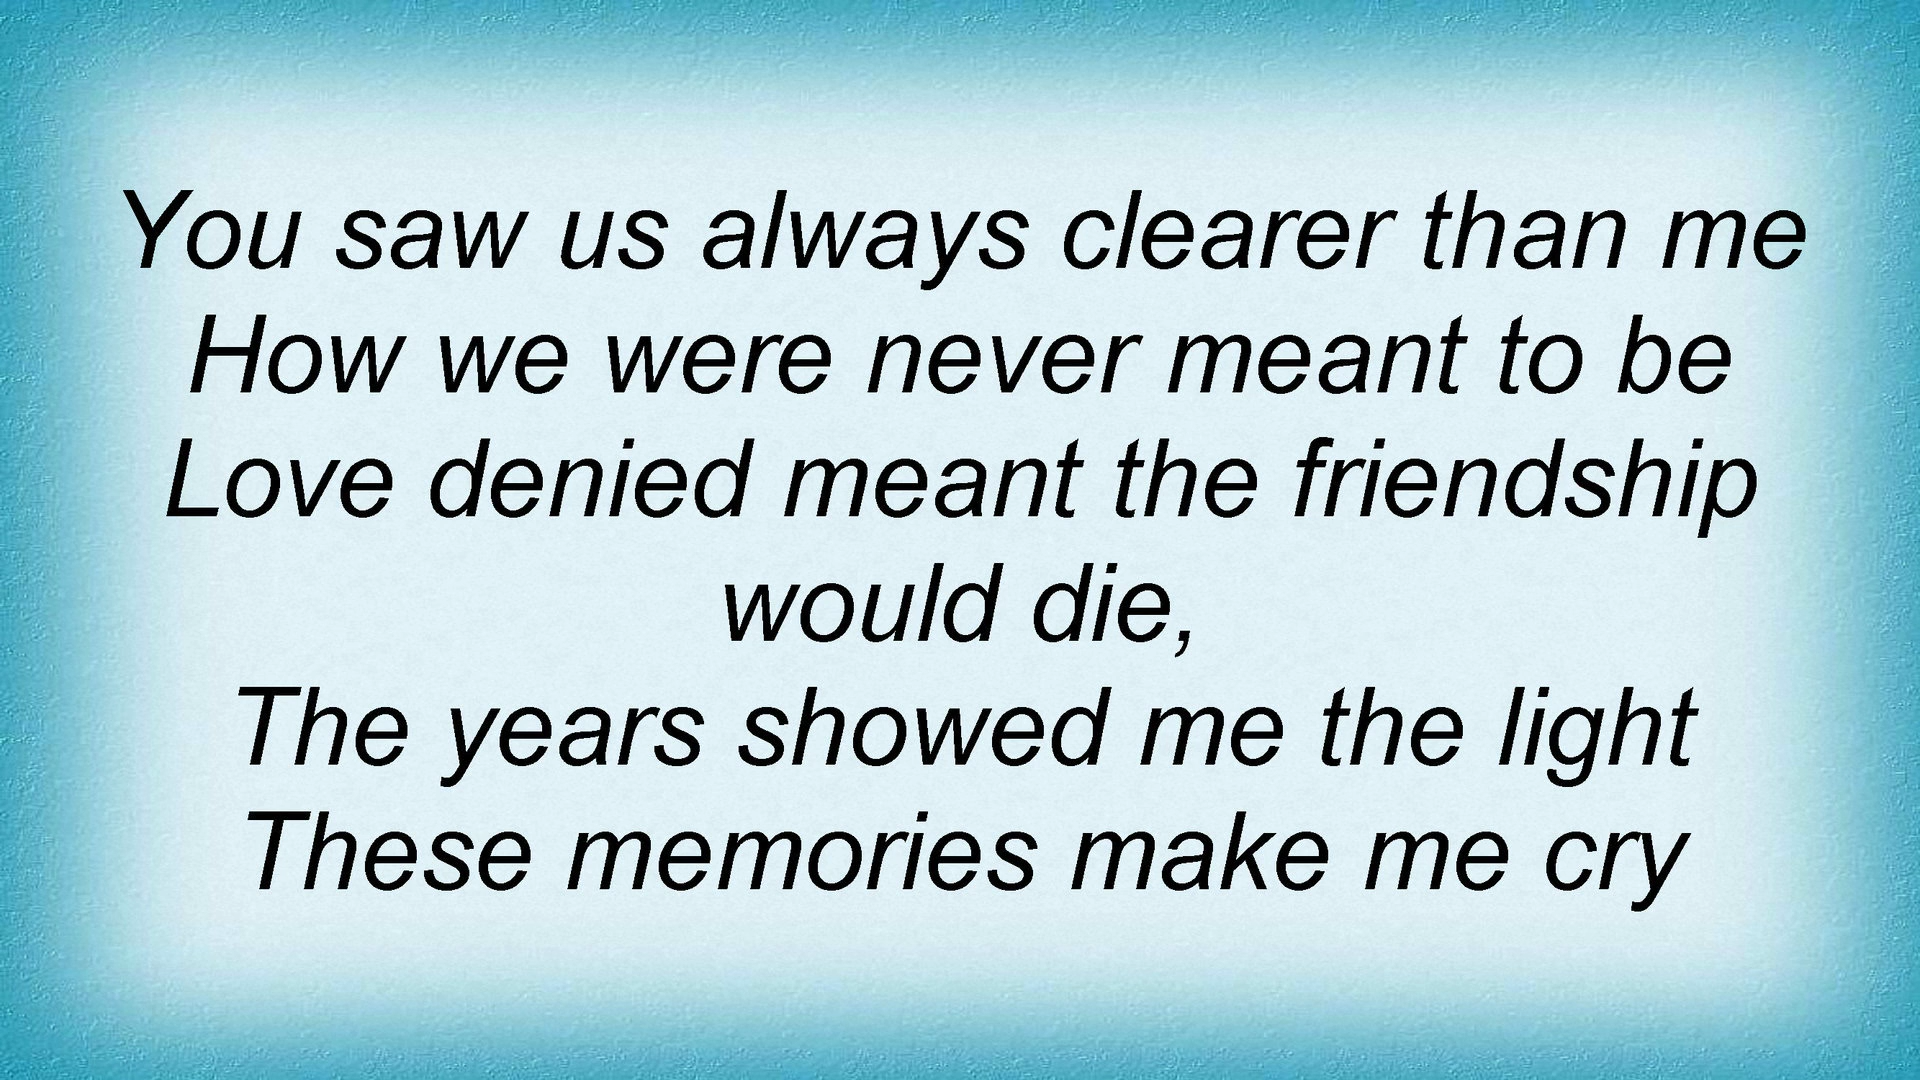 You saw us always clearer than me
How we were never meant to be
Love denied meant the friendship
would die,
The years showed me the light
These memories make me cry